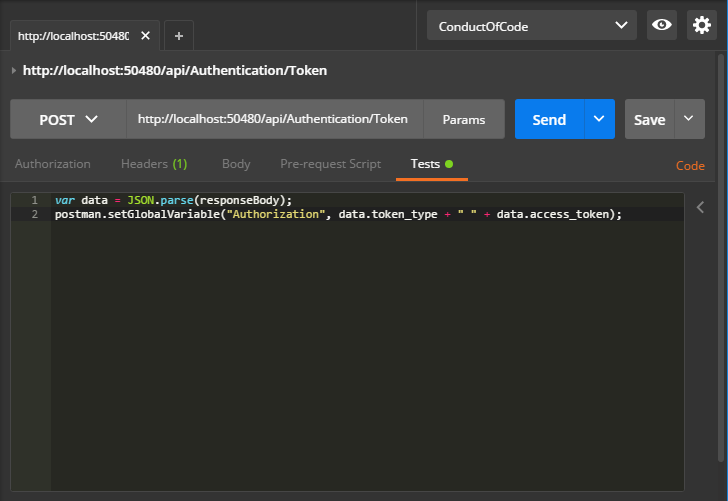 http://localhost:50480
ConductOfCode
http://localhost:50480/api/Authentication/Token
POST http://localhost:50480/api/Authentication/Token Params Send Save
Authorization Headers (1) Body Pre-request Script Tests Code
1 var data = JSON.parse(responseBody);
2 postman.setGlobalVariable("Authorization", data.token_type + " " + data.access_token);